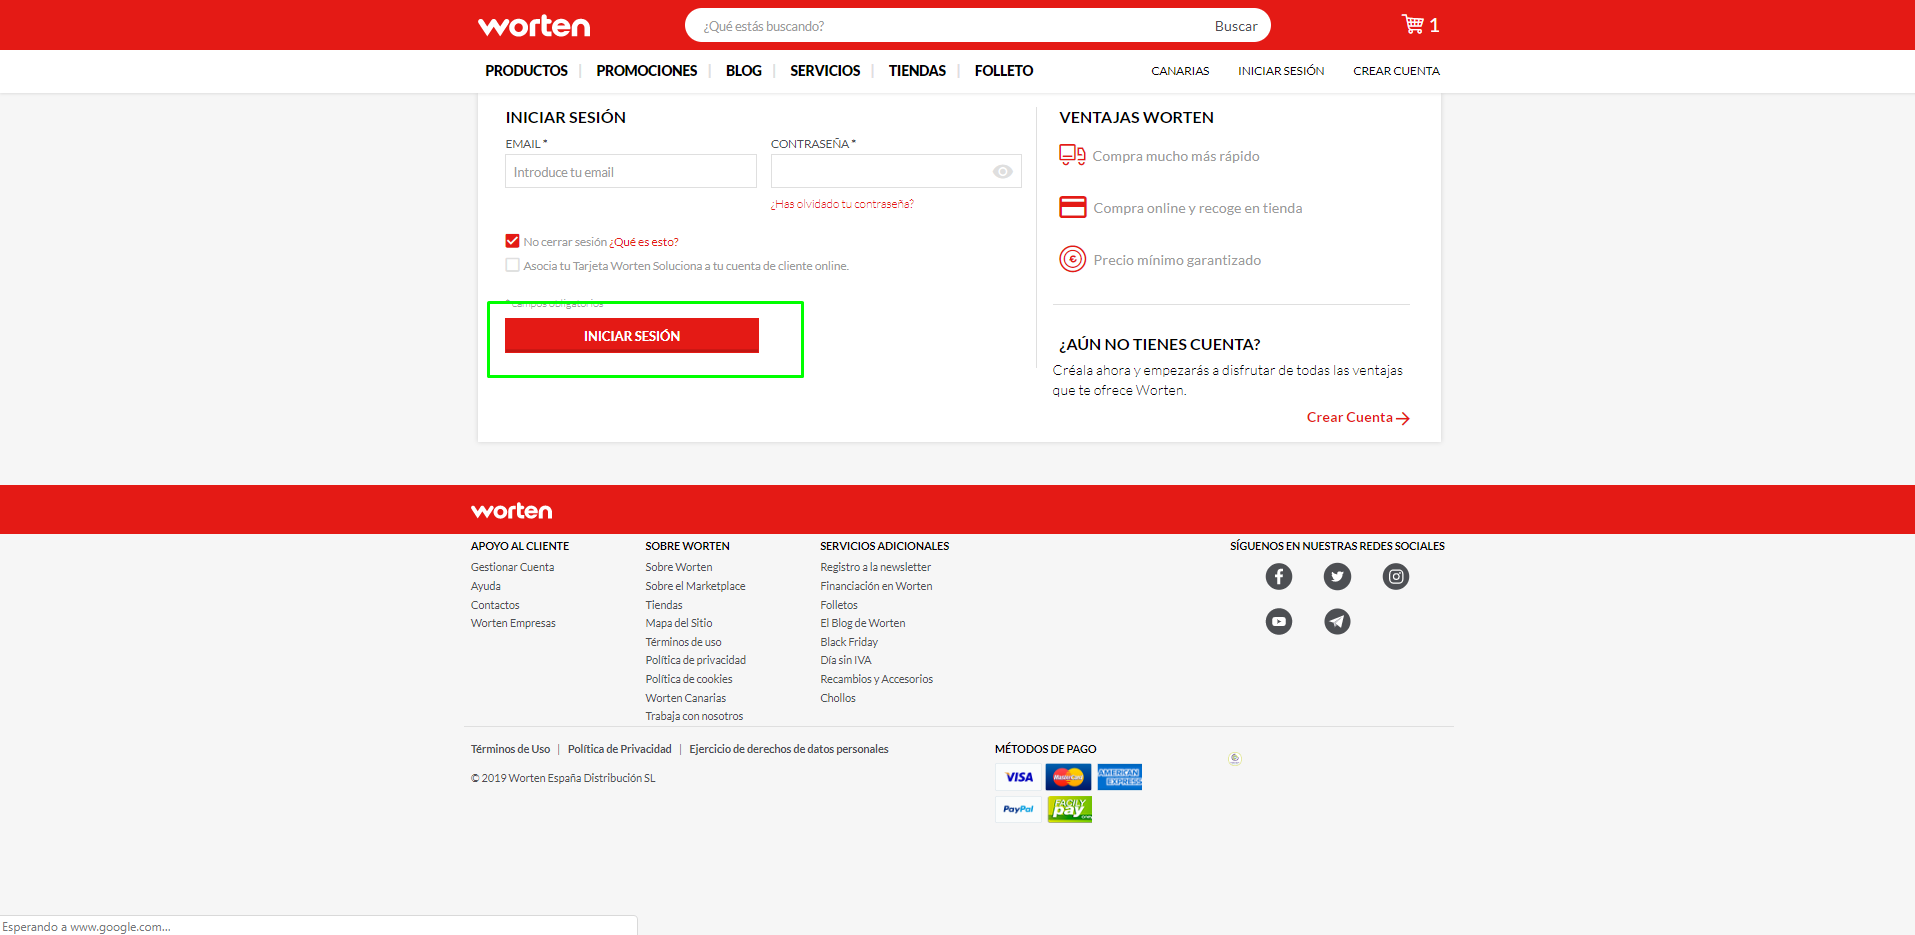 worten
¿Qué estás buscando?
Buscar
1
PRODUCTOS
PROMOCIONES
BLOG
SERVICIOS
TIENDAS
FOLLETO
CANARIAS
INICIAR SESIÓN
CREAR CUENTA
INICIAR SESIÓN
EMAIL *
CONTRASEÑA *
Introduce tu email
¿Has olvidado tu contraseña?
No cerrar sesión ¿Qué es esto?
Asocia tu Tarjeta Worten Soluciona a tu cuenta de cliente online.
* campos obligatorios
INICIAR SESIÓN
VENTAJAS WORTEN
Compra mucho más rápido
Compra online y recoge en tienda
Precio mínimo garantizado
¿AÚN NO TIENES CUENTA?
Créala ahora y empezarás a disfrutar de todas las ventajas
que te ofrece Worten.
Crear Cuenta
worten
APOYO AL CLIENTE
Gestionar Cuenta
Ayuda
Contactos
Worten Empresas
SOBRE WORTEN
Sobre Worten
Sobre el Marketplace
Tiendas
Mapa del Sitio
Términos de uso
Política de privacidad
Política de cookies
Worten Canarias
Trabaja con nosotros
SERVICIOS ADICIONALES
Registro a la newsletter
Financiación en Worten
Folletos
El Blog de Worten
Black Friday
Día sin IVA
Recambios y Accesorios
Chollos
SÍGUENOS EN NUESTRAS REDES SOCIALES
Términos de Uso | Política de Privacidad | Ejercicio de derechos de datos personales
© 2019 Worten España Distribución SL
MÉTODOS DE PAGO
VISA
MasterCard
AMERICAN EXPRESS
PayPal
FACILY pay
Esperando a www.google.com...